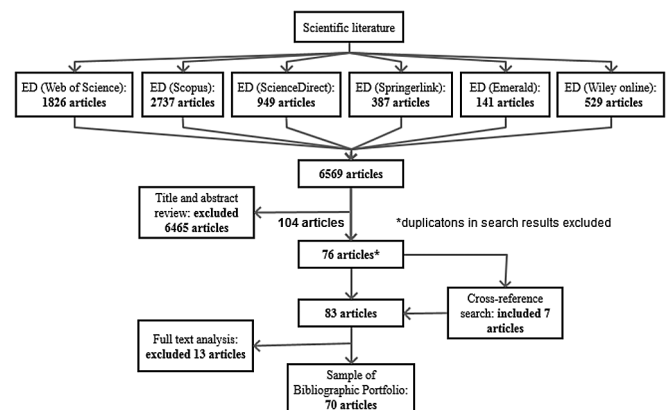 Scientific literature
ED (Web of Science):
1826 articles
ED (Scopus):
2737 articles
ED (ScienceDirect):
949 articles
ED (Springerlink):
387 articles
ED (Emerald):
141 articles
ED (Wiley online):
529 articles
6569 articles
Title and abstract
review: excluded
6465 articles
104 articles
*duplicatons in search results excluded
76 articles*
Cross-reference
search: included 7
articles
83 articles
Full text analysis:
excluded 13 articles
Sample of
Bibliographic Portfolio:
70 articles